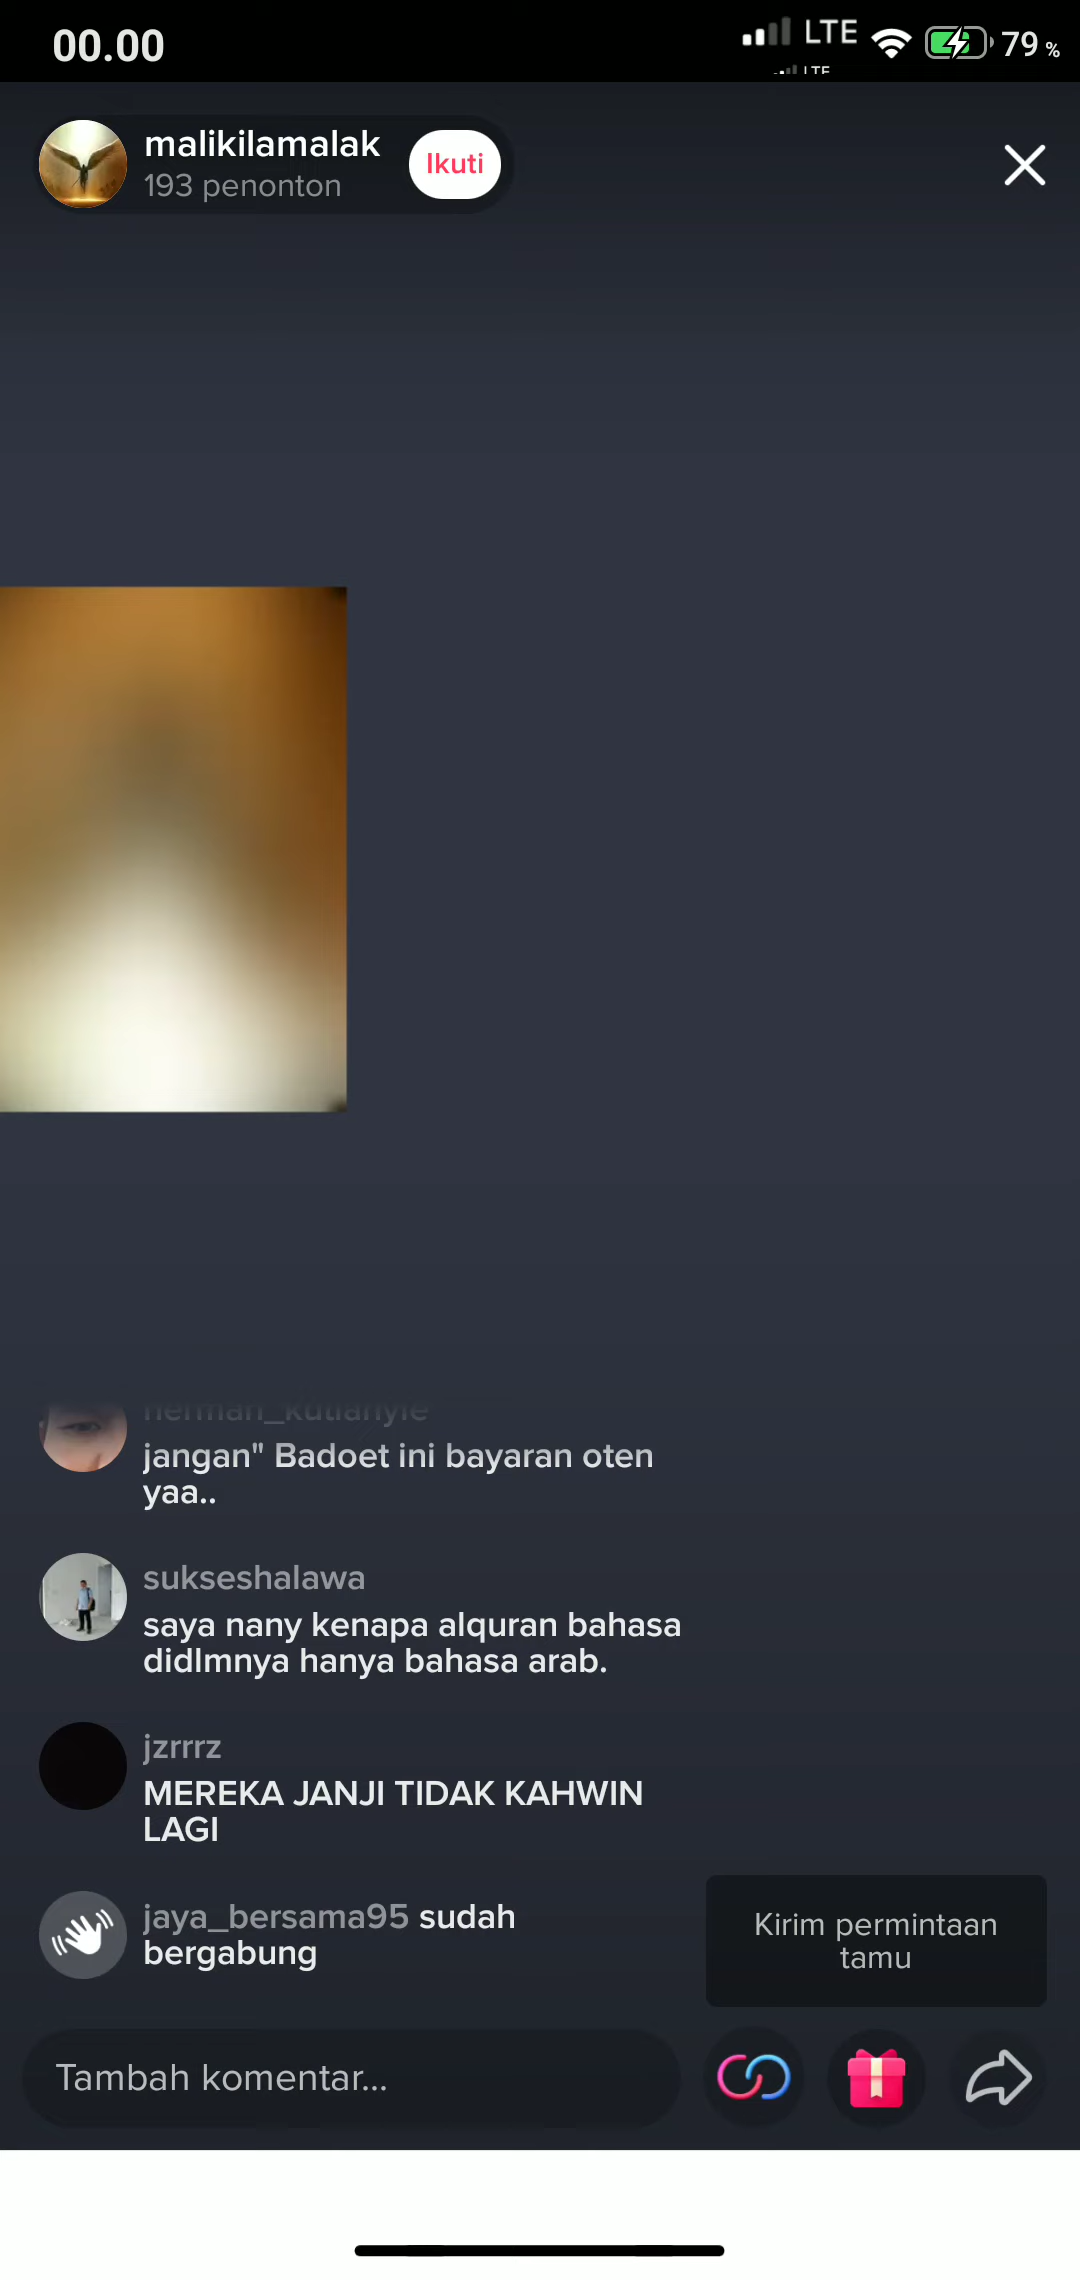 00.00
LTE
79 %
LTE
malikilamalak
193 penonton
Ikuti
herman_kutianyie
jangan" Badoet ini bayaran oten
yaa..
sukseshalawa
saya nany kenapa alquran bahasa
didlmnya hanya bahasa arab.
jzrrrz
MEREKA JANJI TIDAK KAHWIN
LAGI
jaya_bersama95 sudah
bergabung
Kirim permintaan
tamu
Tambah komentar...